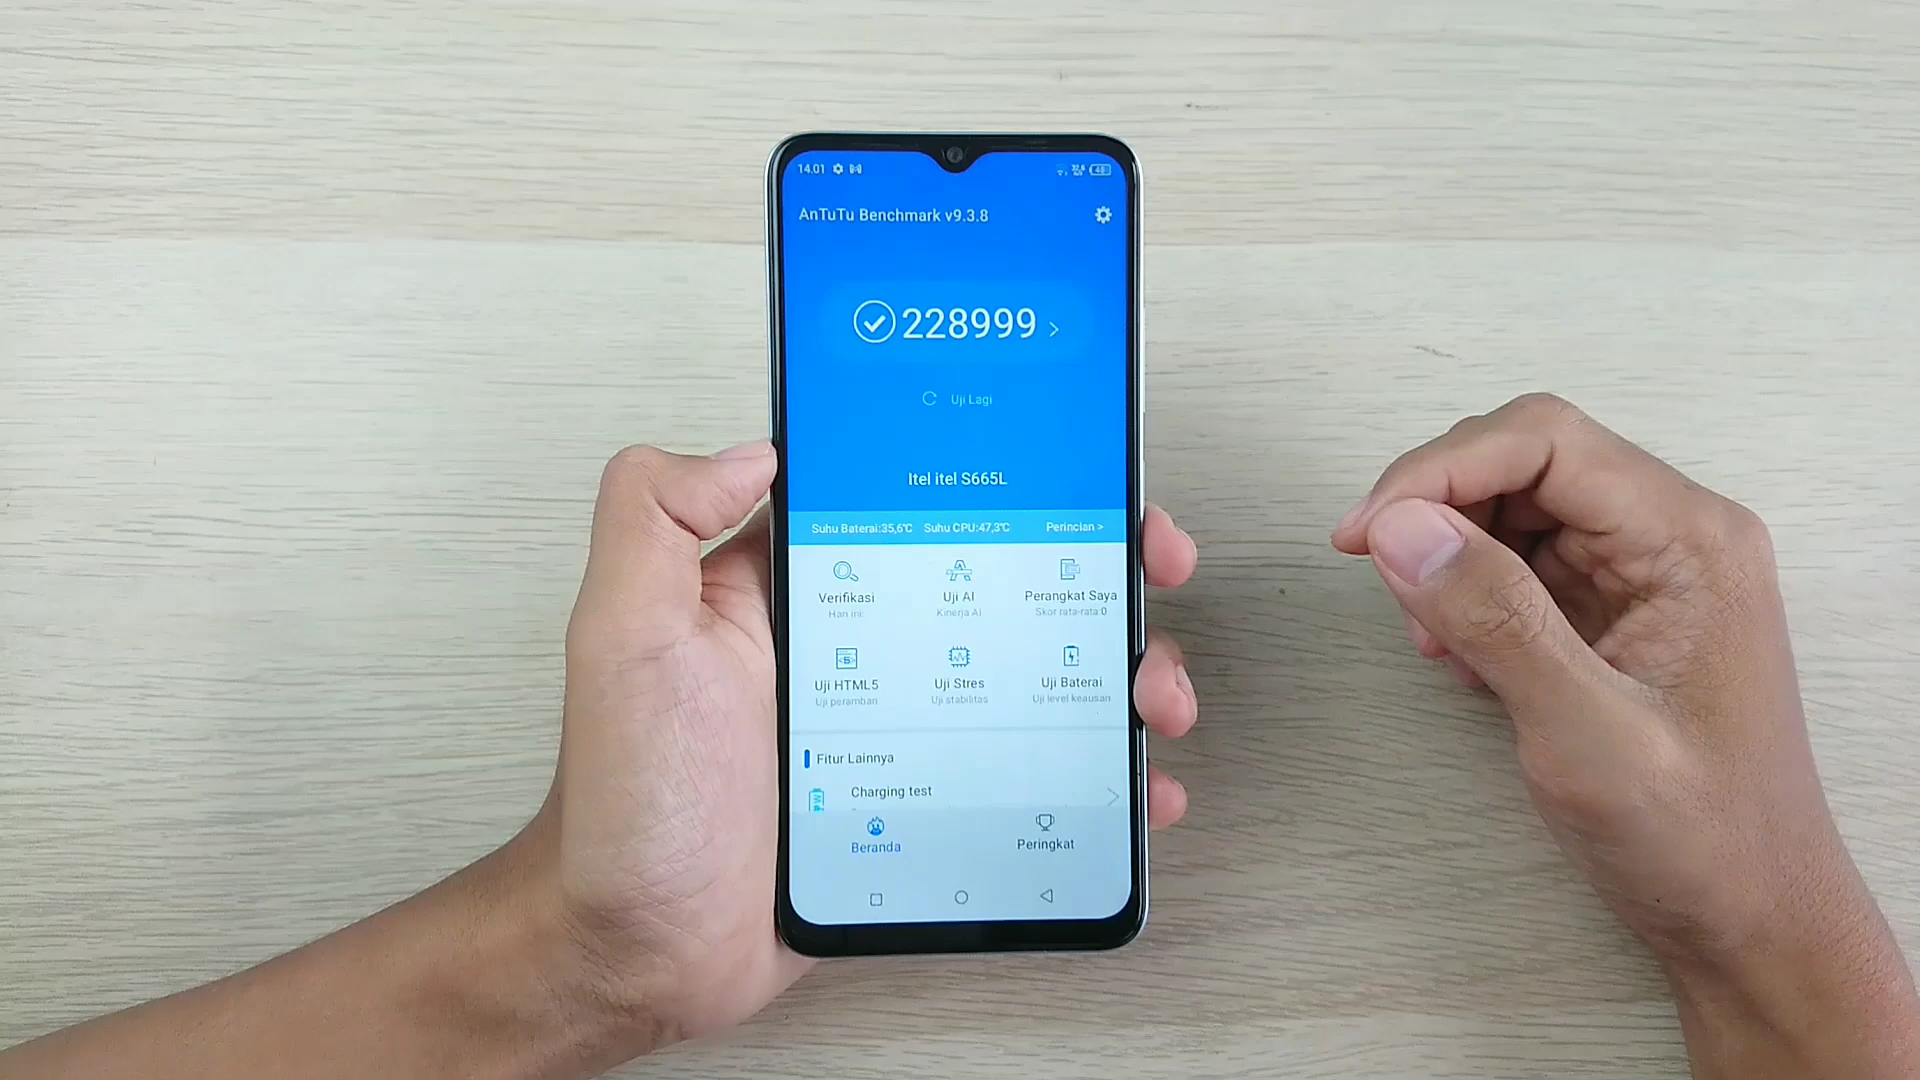 14.01
48
AnTuTu Benchmark v9.3.8
228999 >
Uji Lagi
Itel itel S665L
Suhu Baterai:35,6℃ Suhu CPU:47,3℃ Perincian >
Verifikasi Uji AI Perangkat Saya
Hari ini: Kinerja AI Skor rata-rata:0
Uji HTML5 Uji Stres Uji Baterai
Uji peramban Uji stabilitas Uji level keausan
Fitur Lainnya
Charging test
Beranda Peringkat